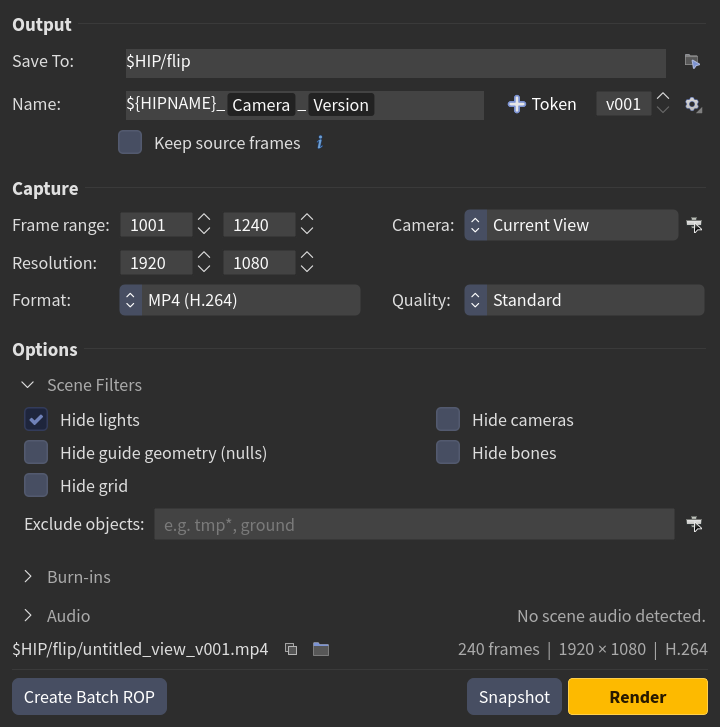 Output
Save To: $HIP/flip
Name: ${HIPNAME}_ Camera _ Version Token v001
Keep source frames i
Capture
Frame range: 1001 1240 Camera: Current View
Resolution: 1920 1080
Format: MP4 (H.264) Quality: Standard
Options
Scene Filters
Hide lights Hide cameras
Hide guide geometry (nulls) Hide bones
Hide grid
Exclude objects: e.g. tmp*, ground
Burn-ins
Audio No scene audio detected.
$HIP/flip/untitled_view_v001.mp4 240 frames | 1920 × 1080 | H.264
Create Batch ROP Snapshot Render